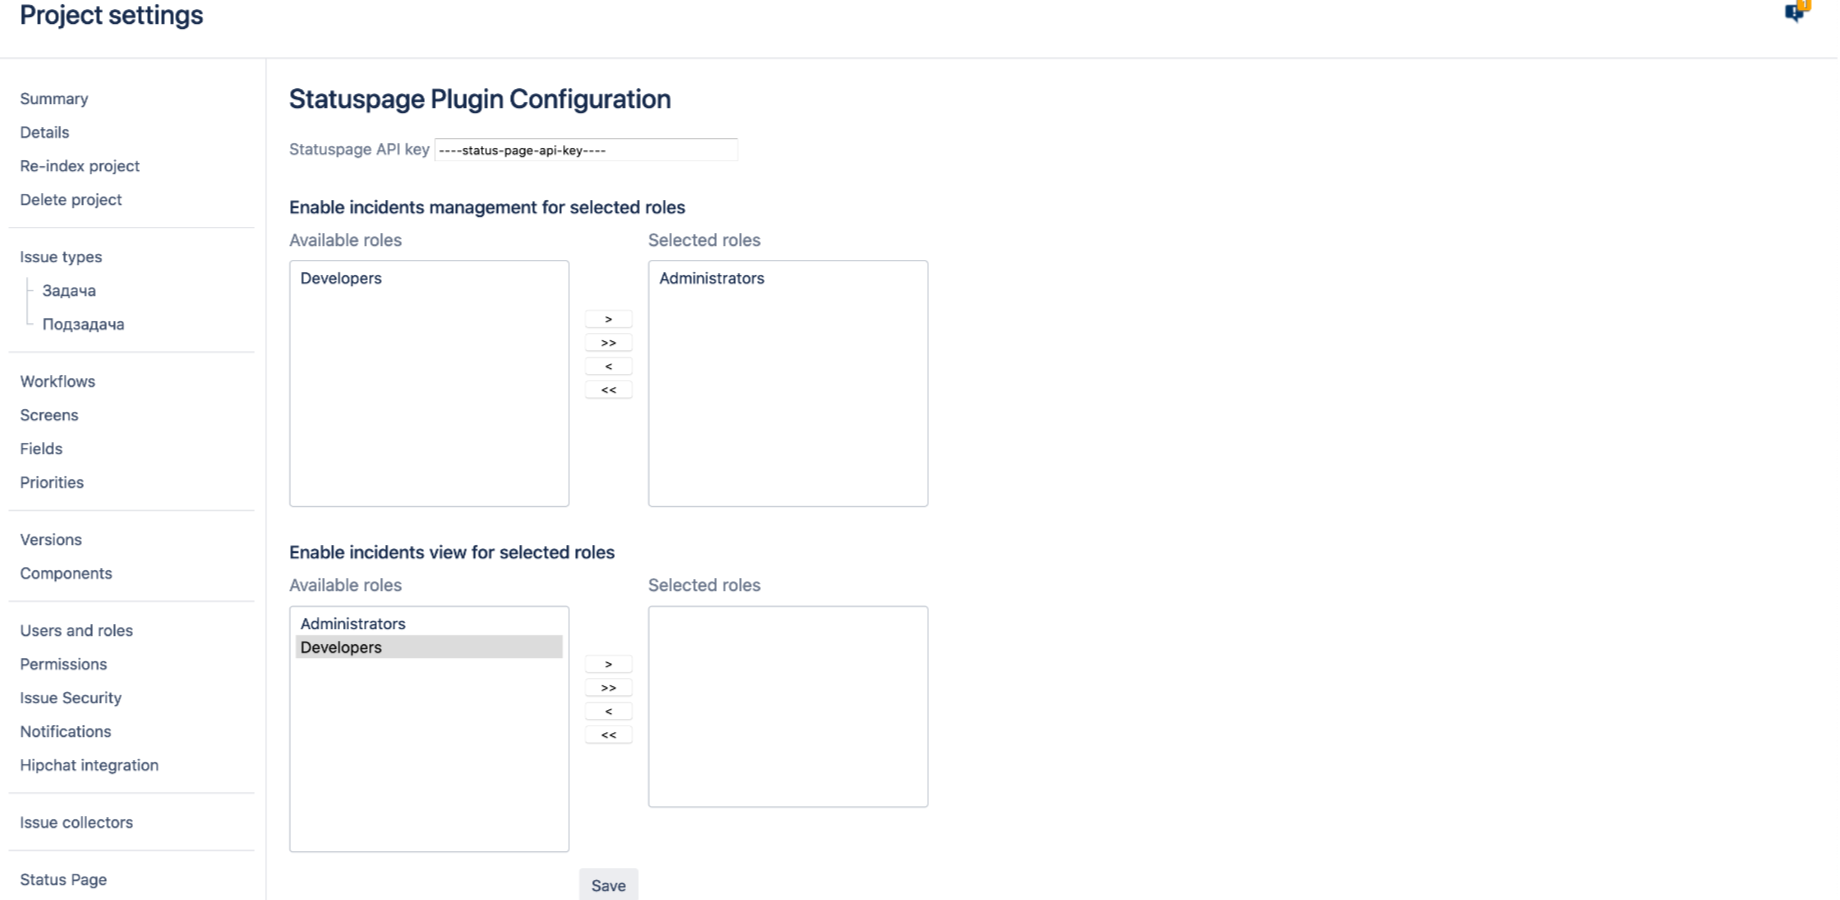 Project settings
1
Summary
Details
Re-index project
Delete project
Issue types
Задача
Подзадача
Workflows
Screens
Fields
Priorities
Versions
Components
Users and roles
Permissions
Issue Security
Notifications
Hipchat integration
Issue collectors
Status Page
Statuspage Plugin Configuration
Statuspage API key ----status-page-api-key----
Enable incidents management for selected roles
Available roles
Developers
>
>>
<
<<
Selected roles
Administrators
Enable incidents view for selected roles
Available roles
Administrators
Developers
>
>>
<
<<
Selected roles
Save